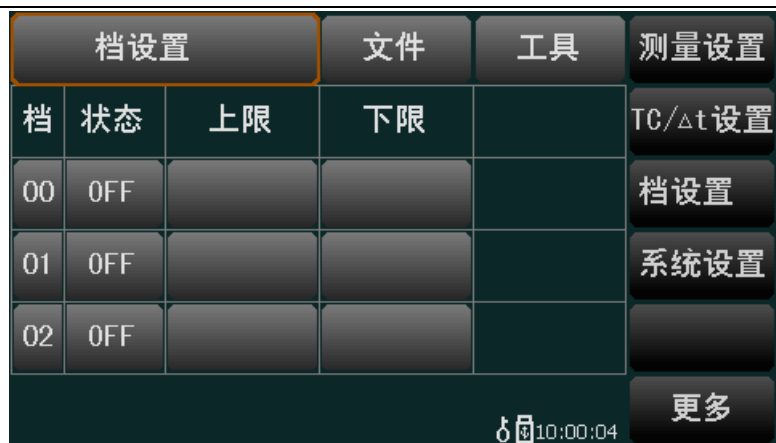 档设置 文件 工具 测量设置
档 状态 上限 下限 TC/△t设置
00 OFF 档设置
01 OFF 系统设置
02 OFF
10:00:04 更多